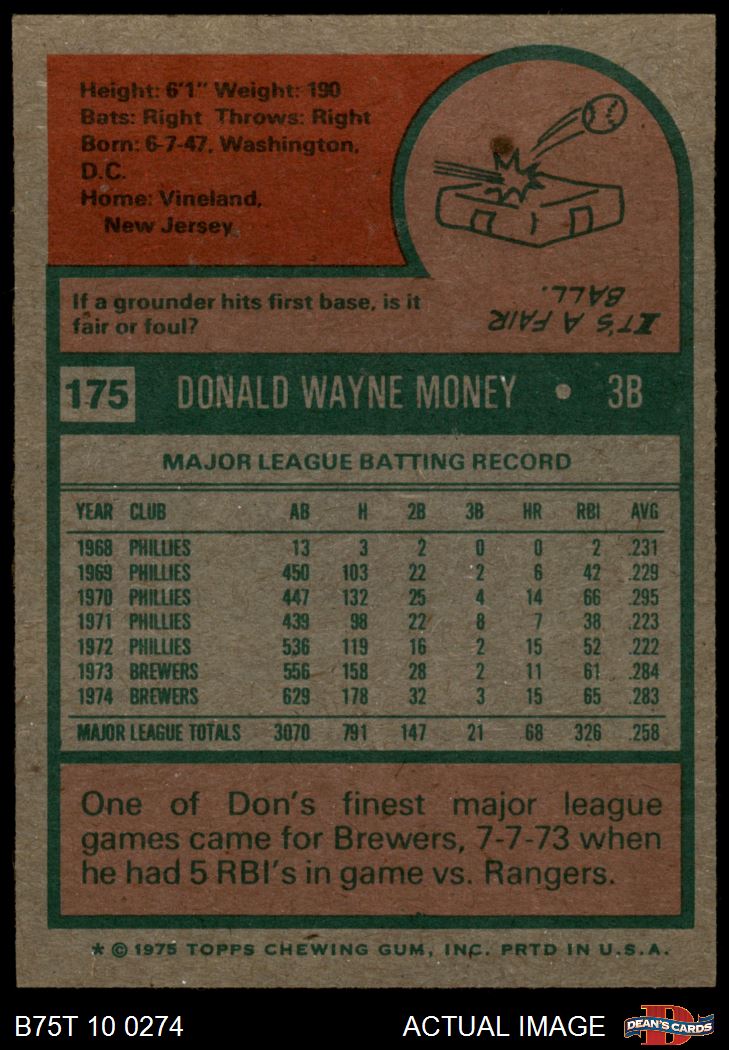 Height: 6'1" Weight: 190
Bats: Right Throws: Right
Born: 6-7-47, Washington,
D.C.
Home: Vineland,
New Jersey
If a grounder hits first base, is it
fair or foul?
IT'S A FAIR
BALL.
175 DONALD WAYNE MONEY • 3B
MAJOR LEAGUE BATTING RECORD
YEAR CLUB AB H 2B 3B HR RBI AVG
1968 PHILLIES 13 3 2 0 0 2 .231
1969 PHILLIES 450 103 22 2 6 42 .229
1970 PHILLIES 447 132 25 4 14 66 .295
1971 PHILLIES 439 98 22 8 7 38 .223
1972 PHILLIES 536 119 16 2 15 52 .222
1973 BREWERS 556 158 28 2 11 61 .284
1974 BREWERS 629 178 32 3 15 65 .283
MAJOR LEAGUE TOTALS 3070 791 147 21 68 326 .258
One of Don's finest major league
games came for Brewers, 7-7-73 when
he had 5 RBI's in game vs. Rangers.
* © 1975 TOPPS CHEWING GUM, INC. PRTD IN U.S.A.
B75T 10 0274 ACTUAL IMAGE DEAN'S CARDS